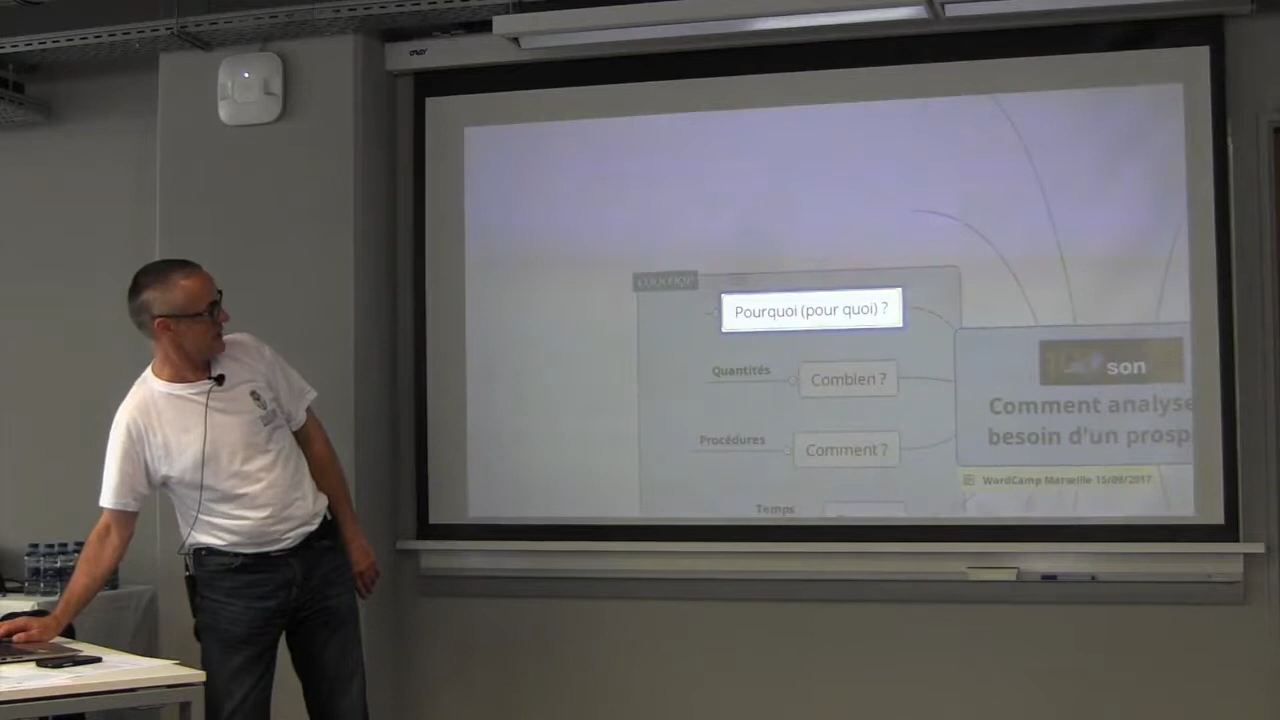 Pourquoi (pour quoi) ?
Quantités
Combien ?
son
Comment analyse
besoin d'un prosp
Procédures
Comment ?
WordCamp Marseille 15/09/2017
Temps